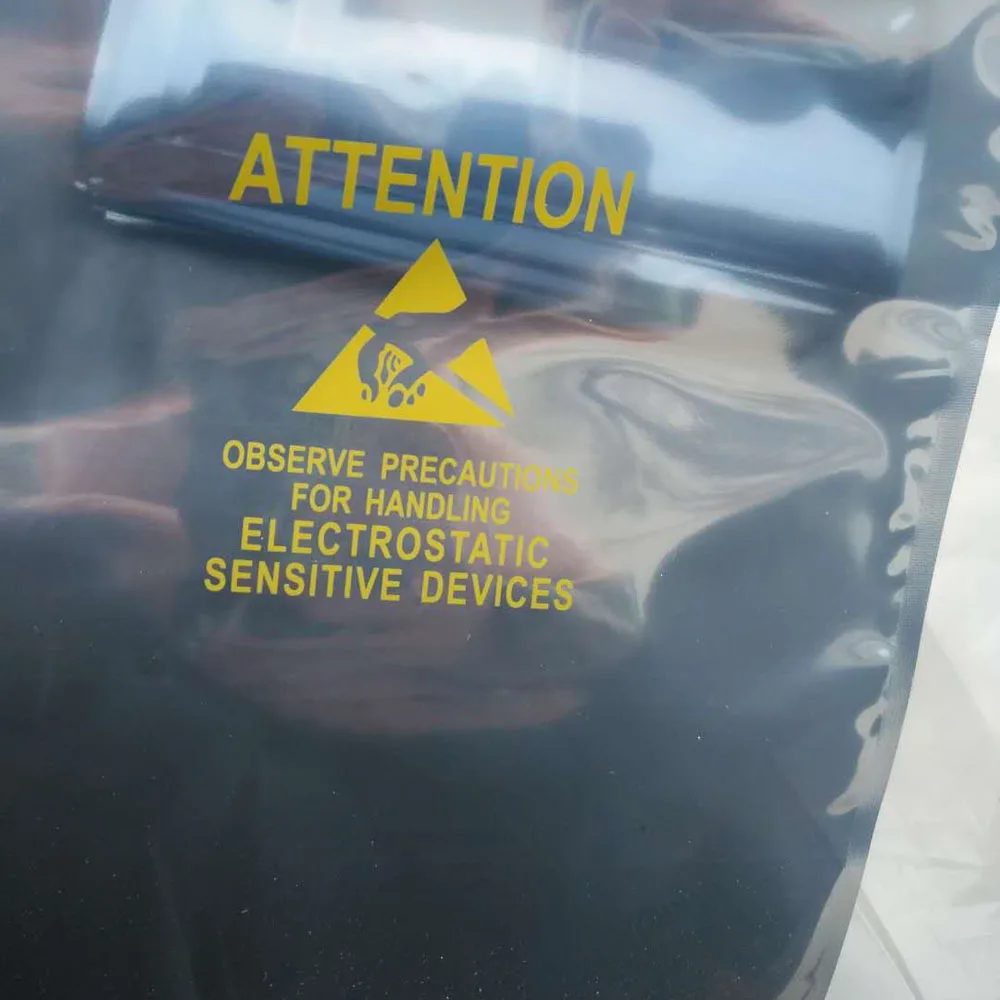 ATTENTION
OBSERVE PRECAUTIONS
FOR HANDLING
ELECTROSTATIC
SENSITIVE DEVICES